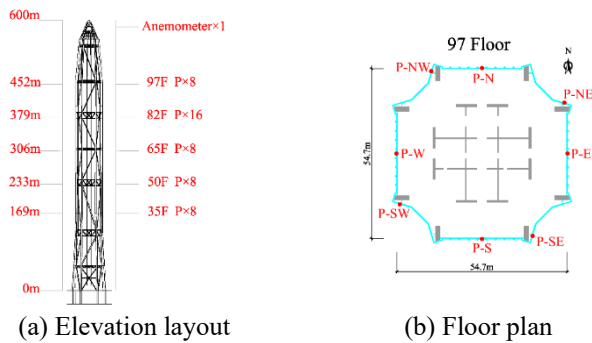 600m
Anemometer×1
452m
97F P×8
379m
82F P×16
306m
65F P×8
233m
50F P×8
169m
35F P×8
0m
(a) Elevation layout
97 Floor
N
P-NW
P-N
P-NE
54.7m
P-W
P-E
P-SW
P-S
P-SE
54.7m
(b) Floor plan